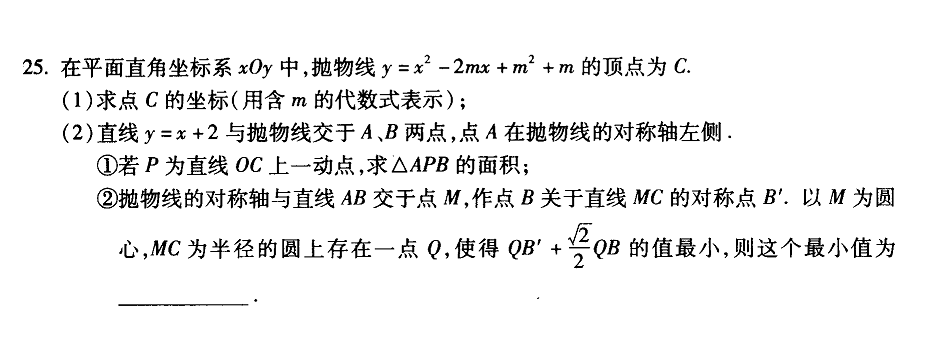 25. 在平面直角坐标系 xOy 中,抛物线 y = x² - 2mx + m² + m 的顶点为 C.
(1)求点 C 的坐标(用含 m 的代数式表示);
(2)直线 y = x + 2 与抛物线交于 A、B 两点,点 A 在抛物线的对称轴左侧.
①若 P 为直线 OC 上一动点,求△APB 的面积;
②抛物线的对称轴与直线 AB 交于点 M,作点 B 关于直线 MC 的对称点 B′. 以 M 为圆
心,MC 为半径的圆上存在一点 Q,使得 QB′ + √2/2 QB 的值最小,则这个最小值为
________.